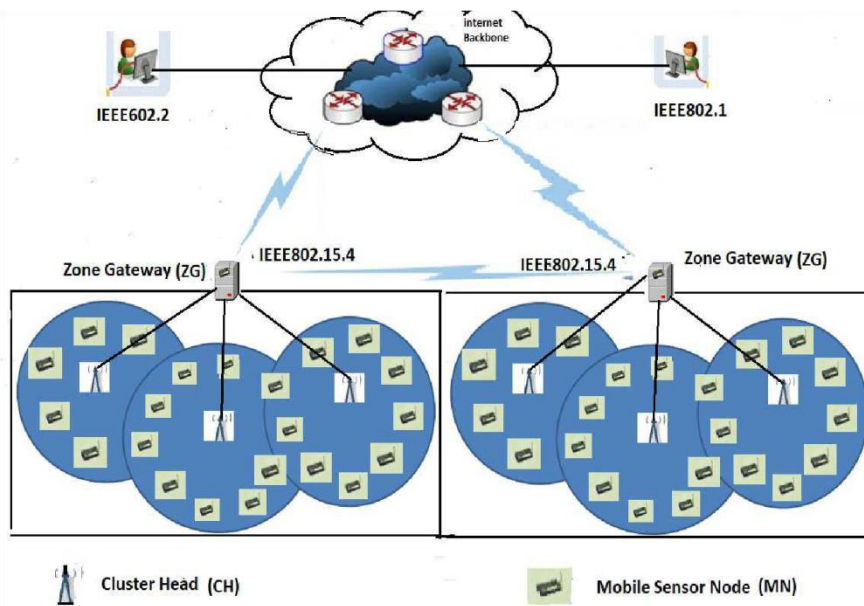 internet
Backbone
IEEE602.2
IEEE802.1
Zone Gateway (ZG)
IEEE802.15.4
IEEE802.15.4
Zone Gateway (ZG)
Cluster Head (CH)
Mobile Sensor Node (MN)